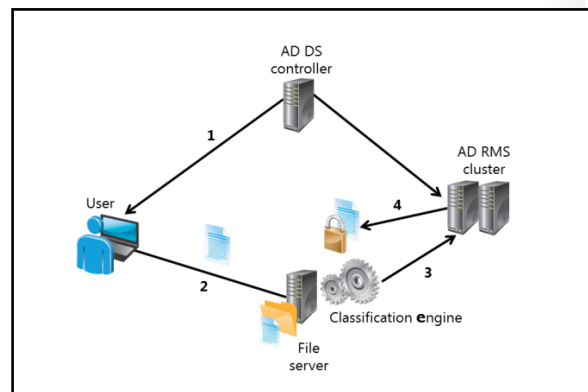 AD DS
controller
1
AD RMS
cluster
User
4
2
3
Classification engine
File
server